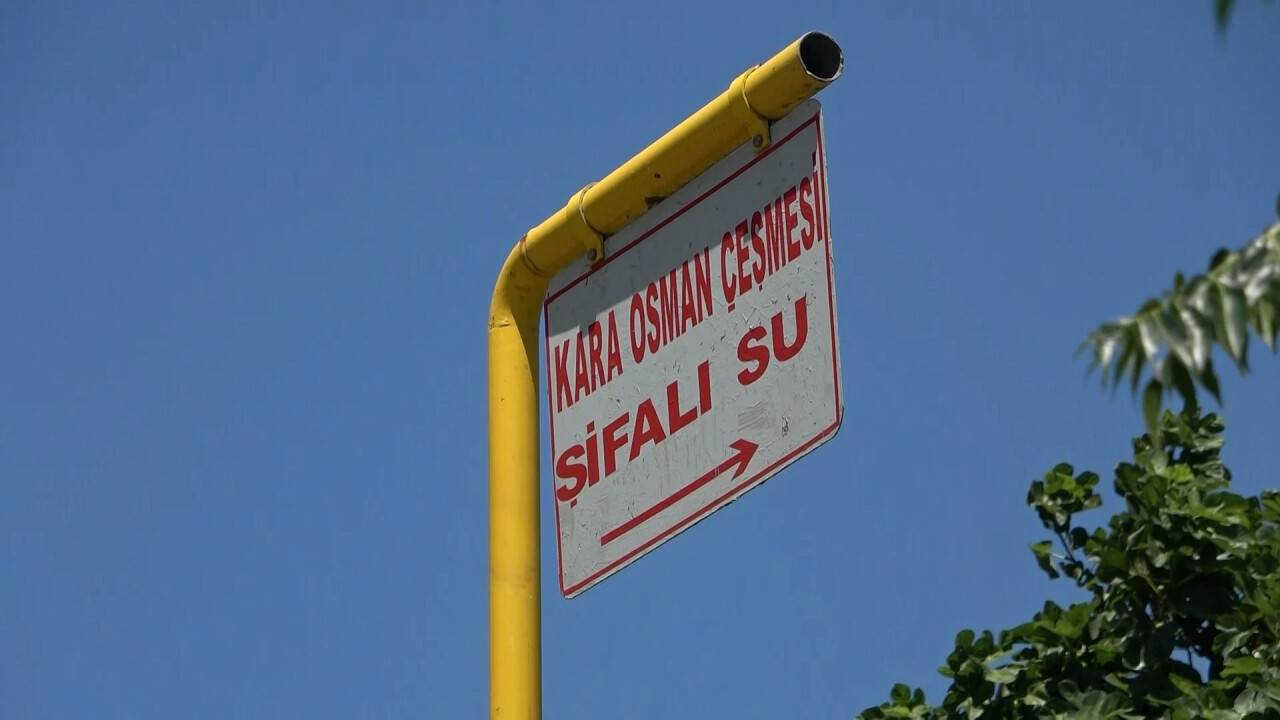 KARA OSMAN ÇEŞMESİ
ŞİFALI SU